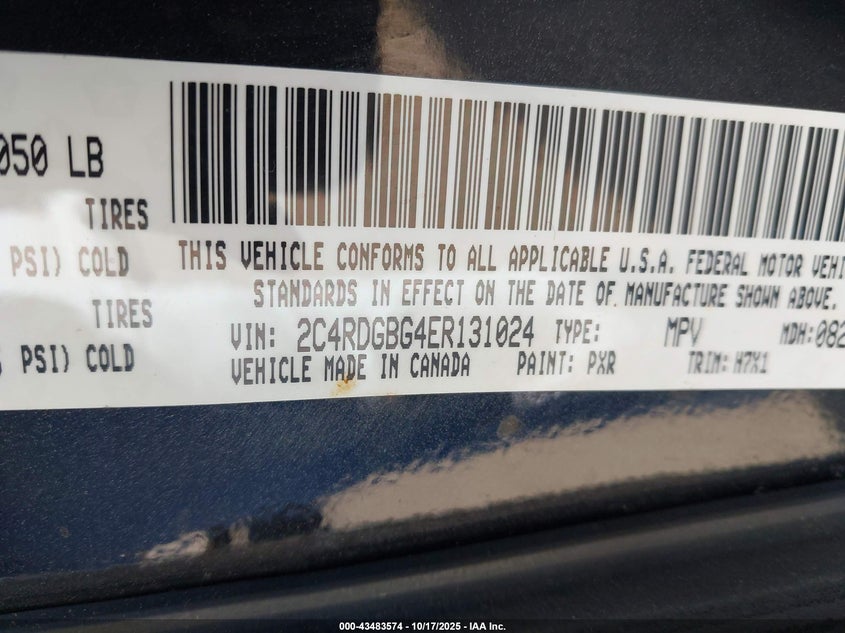 050 LB
TIRES
PSI) COLD
TIRES
PSI) COLD
THIS VEHICLE CONFORMS TO ALL APPLICABLE U.S.A. FEDERAL MOTOR VEHI
STANDARDS IN EFFECT ON THE DATE OF MANUFACTURE SHOWN ABOVE.
VIN: 2C4RDGBG4ER131024 TYPE: MPV MDH:082
VEHICLE MADE IN CANADA PAINT: PXR TRIM: H7X1
000-43483574 - 10/17/2025 - IAA Inc.